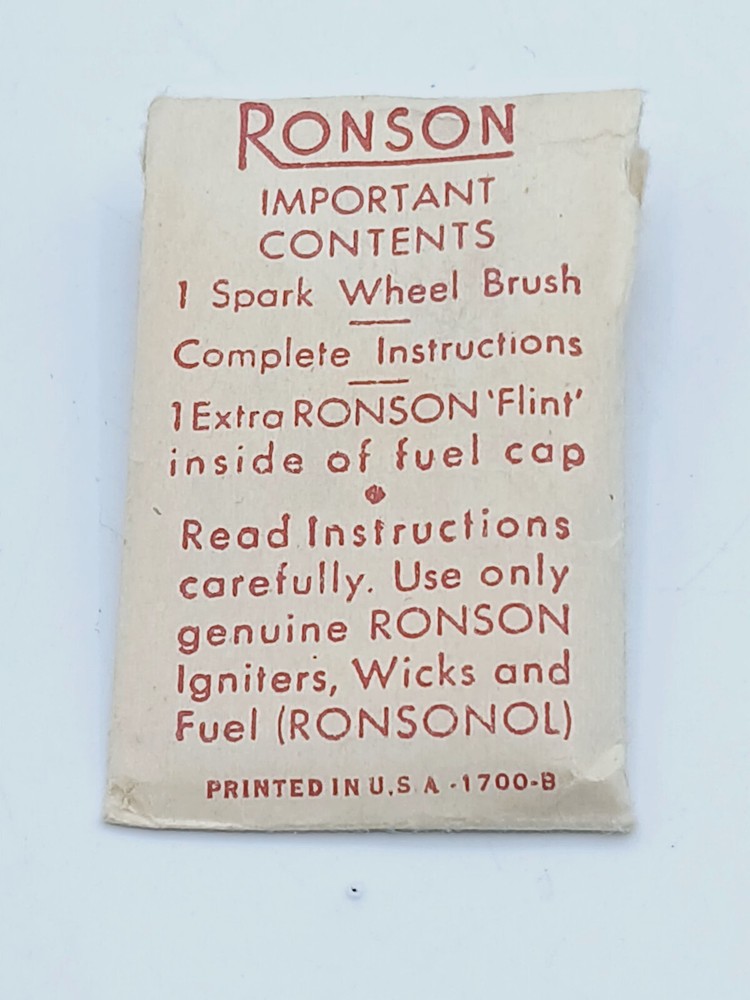 RONSON
IMPORTANT
CONTENTS
1 Spark Wheel Brush
Complete Instructions
1 Extra RONSON 'Flint'
inside of fuel cap
Read Instructions
carefully. Use only
genuine RONSON
Igniters, Wicks and
Fuel (RONSONOL)
PRINTED IN U.S A -1700-B